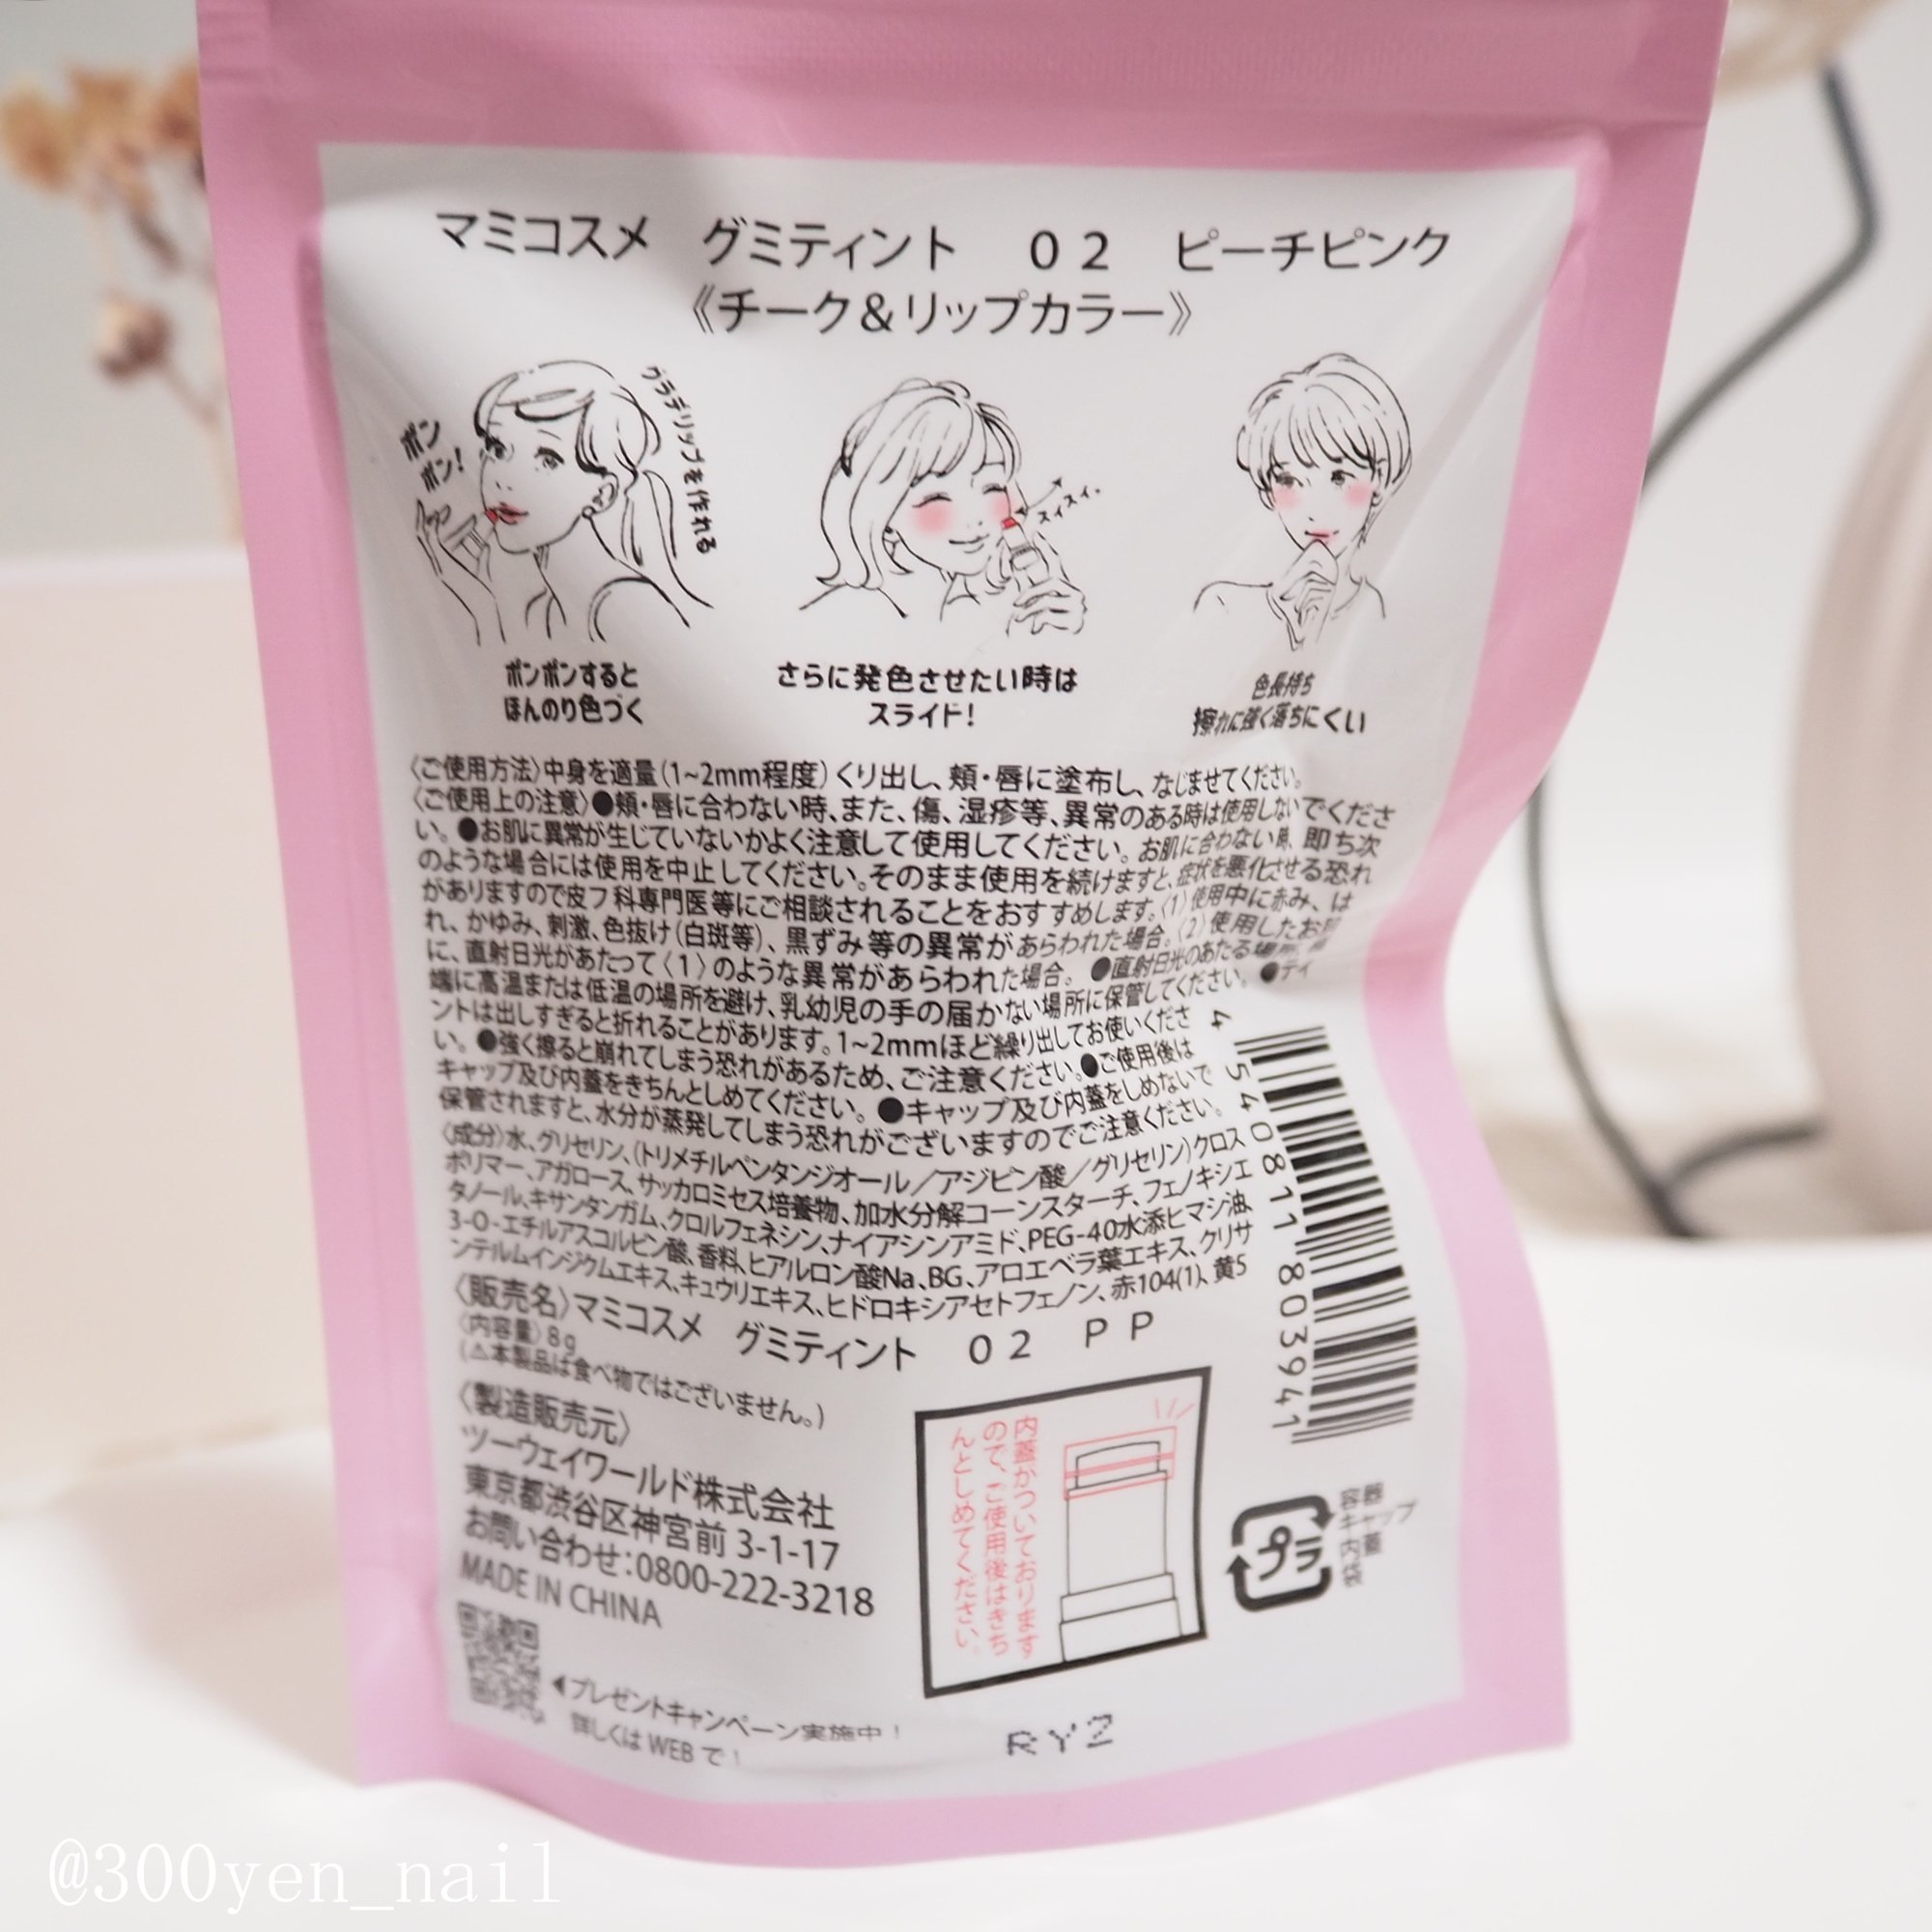 マミコスメ　グミティント　０２　ピーチピンク
《チーク＆リップカラー》
ポン
ポン!
グラデリップを作れる
スイスイ。
ポンポンすると
ほんのり色づく
さらに発色させたい時は
スライド!
色長持ち
擦れに強く落ちにくい
〈ご使用方法〉中身を適量(1~2mm程度)くり出し、頬・唇に塗布し、なじませてください。
〈ご使用上の注意〉●頬・唇に合わない時、また、傷、湿疹等、異常のある時は使用しないでくださ
い。●お肌に異常が生じていないかよく注意して使用してください。お肌に合わない時、即ち次
のような場合には使用を中止してください。そのまま使用を続けますと、症状を悪化させる恐れ
がありますので皮フ科専門医等にご相談されることをおすすめします。〈1〉使用中に赤み、は
れ、かゆみ、刺激、色抜け(白斑等)、黒ずみ等の異常があらわれた場合。〈2〉使用したお
に、直射日光があたって〈1〉のような異常があらわれた場合。●直射日光のあたる場所
端に高温または低温の場所を避け、乳幼児の手の届かない場所に保管してください。●ティ
ントは出しすぎると折れることがあります。1~2mmほど繰り出してお使いくださ
い。●強く擦ると崩れてしまう恐れがあるため、ご注意ください。●ご使用後は
キャップ及び内蓋をきちんとしめてください。●キャップ及び内蓋をしめないで
保管されますと、水分が蒸発してしまう恐れがございますのでご注意ください。
〈成分〉水、グリセリン、(トリメチルペンタンジオール／アジピン酸／グリセリン)クロス
ポリマー、アガロース、サッカロミセス培養物、加水分解コーンスターチ、フェノキシエ
タノール、キサンタンガム、クロルフェネシン、ナイアシンアミド、PEG-40水添ヒマシ油、
3-O-エチルアスコルビン酸、香料、ヒアルロン酸Na、BG、アロエベラ葉エキス、クリサ
ンテルムインジクムエキス、キュウリエキス、ヒドロキシアセトフェノン、赤104(1)、黄5
〈販売名〉マミコスメ　グミティント　０２　ＰＰ
〈内容量〉8g
(⚠本製品は食べ物ではございません。)
〈製造販売元〉
ツーウェイワールド株式会社
東京都渋谷区神宮前 3-1-17
お問い合わせ:0800-222-3218
MADE IN CHINA
◀プレゼントキャンペーン実施中！
詳しくは WEB で！
内蓋がついております
ので、ご使用後はきち
んとしめてください。
4 540811 803941
プラ
容器
キャップ
内蓋
袋
RY2
@300yen_nail